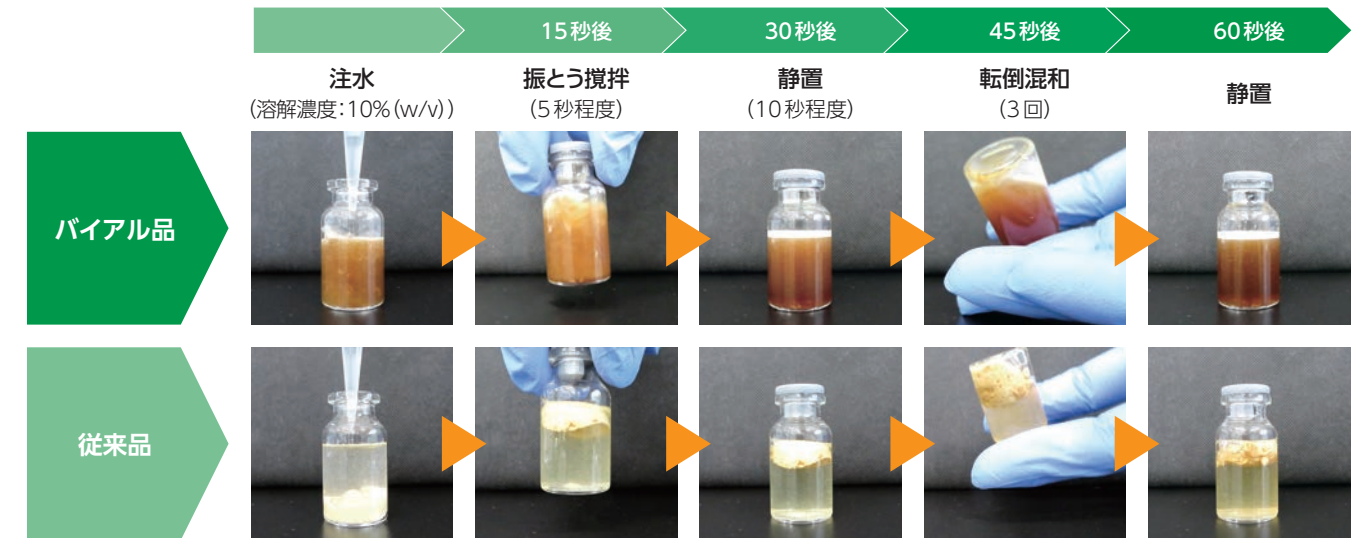 15秒後
30秒後
45秒後
60秒後
注水
(溶解濃度:10%(w/v))
振とう撹拌
(5秒程度)
静置
(10秒程度)
転倒混和
(3回)
静置
バイアル品
従来品